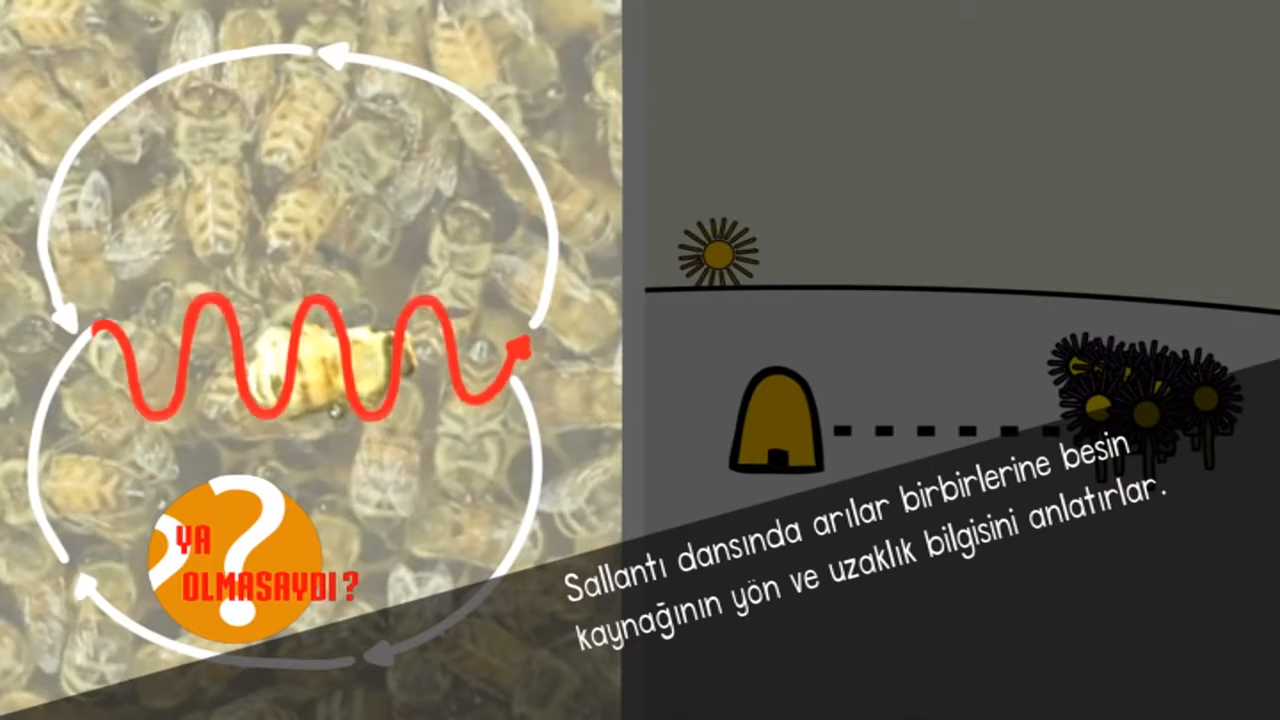 YA
OLMASAYDI?
Sallantı dansında arılar birbirlerine besin
kaynağının yön ve uzaklık bilgisini anlatırlar.